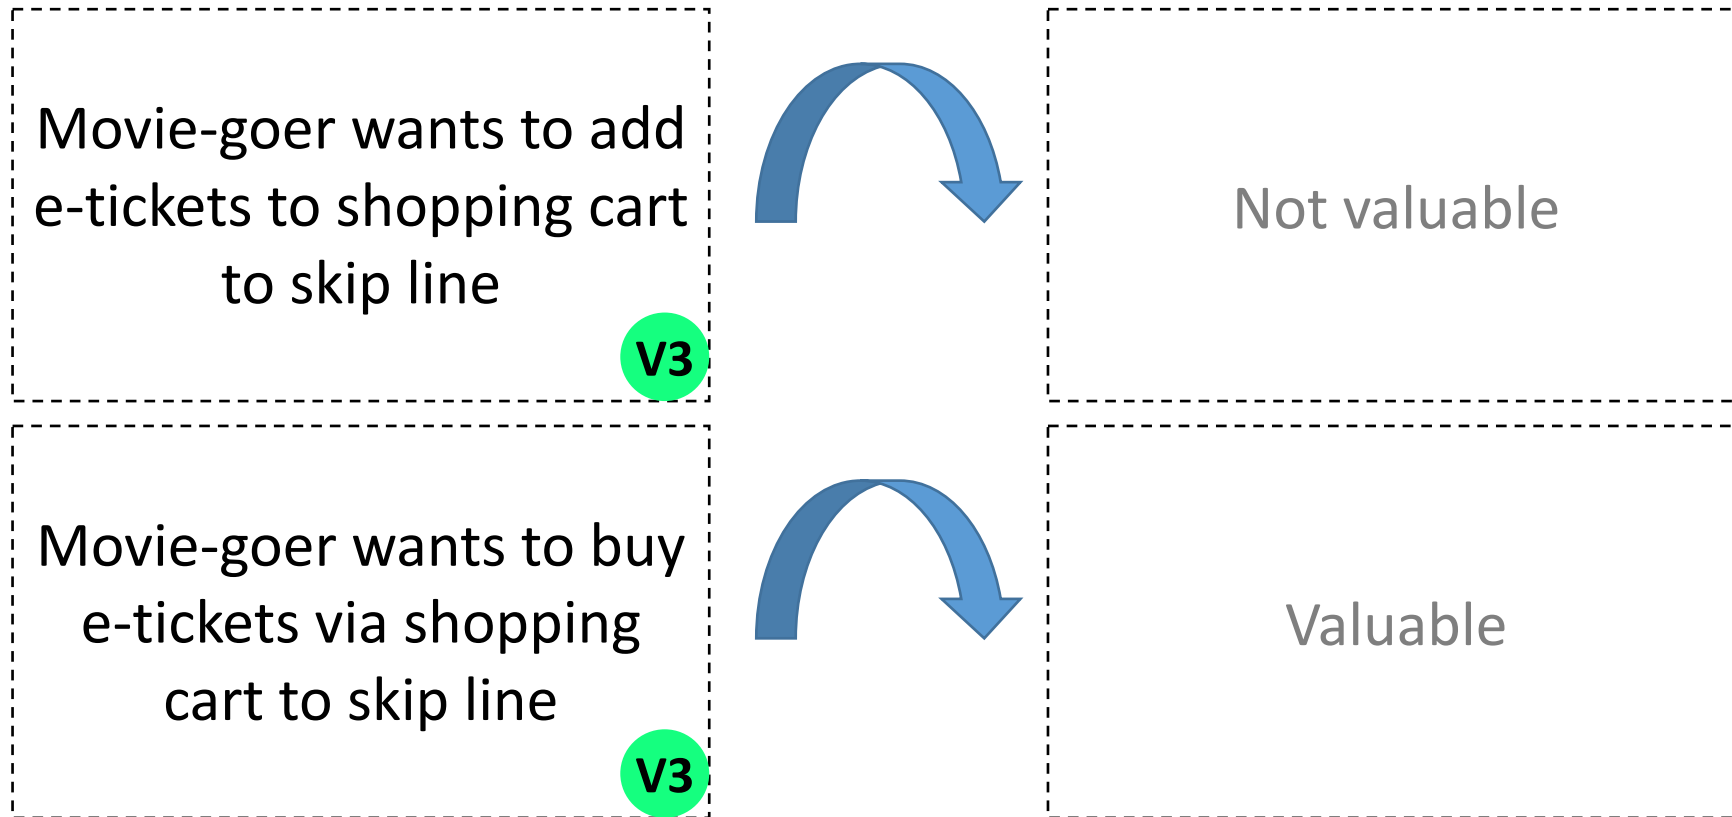 Movie-goer wants to add
e-tickets to shopping cart
to skip line
V3
Not valuable
Movie-goer wants to buy
e-tickets via shopping
cart to skip line
V3
Valuable